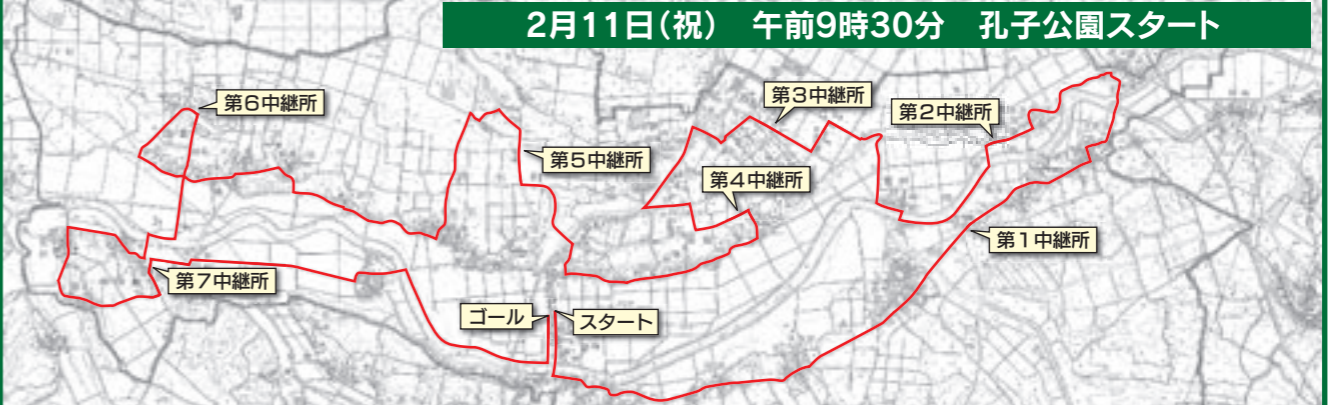 2月11日(祝) 午前9時30分 孔子公園スタート
第6中継所
第3中継所
第2中継所
第5中継所
第4中継所
第1中継所
第7中継所
ゴール
スタート